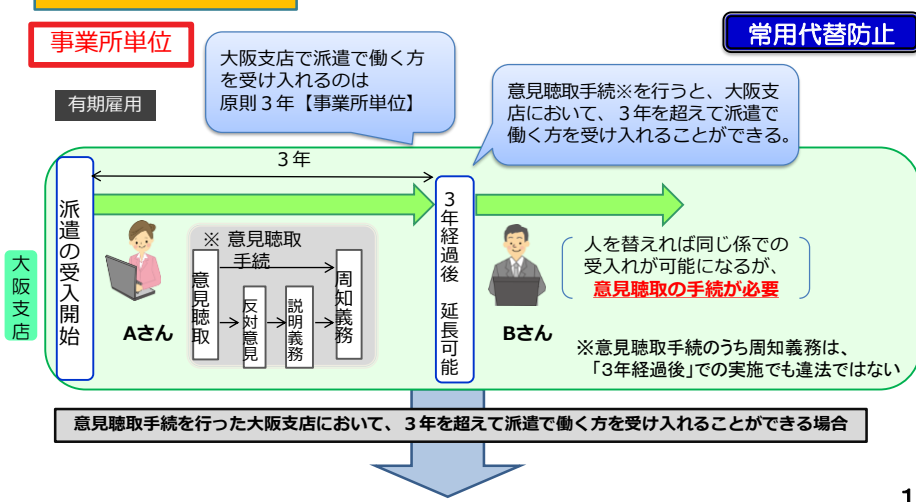 事業所単位
常用代替防止
大阪支店で派遣で働く方
を受け入れるのは
原則３年【事業所単位】
有期雇用
意見聴取手続※を行うと、大阪支
店において、３年を超えて派遣で
働く方を受け入れることができる。
３年
大阪支店
派遣の受入開始
Aさん
※ 意見聴取
手続
意見聴取
反対意見
説明義務
周知義務
３年経過後 延長可能
Bさん
人を替えれば同じ係での
受入れが可能になるが、
意見聴取の手続が必要
※意見聴取手続のうち周知義務は、
「3年経過後」での実施でも違法ではない
意見聴取手続を行った大阪支店において、３年を超えて派遣で働く方を受け入れることができる場合
1